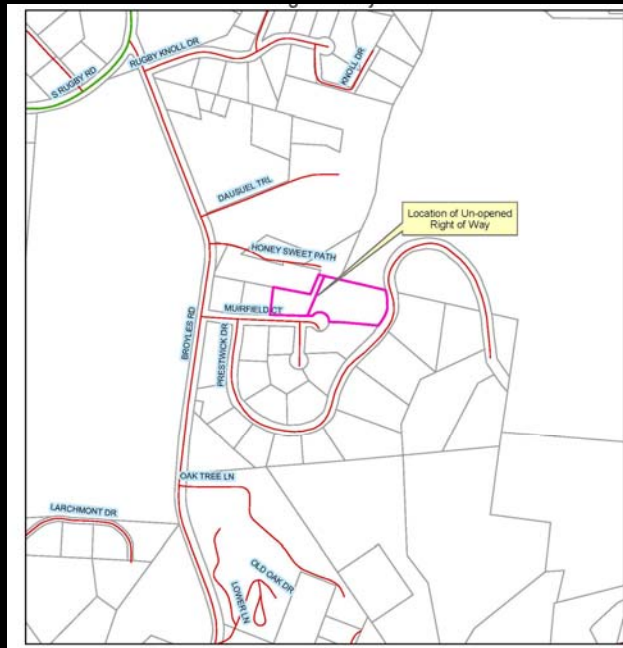 RUGBY KNOLL DR
S RUGBY RD
KNOLL DR
DAUSUEL TRL
Location of Un-opened
Right of Way
HONEY SWEET PATH
MUIRFIELD CT
BROYLES RD
PRESTWICK DR
OAK TREE LN
LARCHMONT DR
OLD OAK DR
LOWER LN